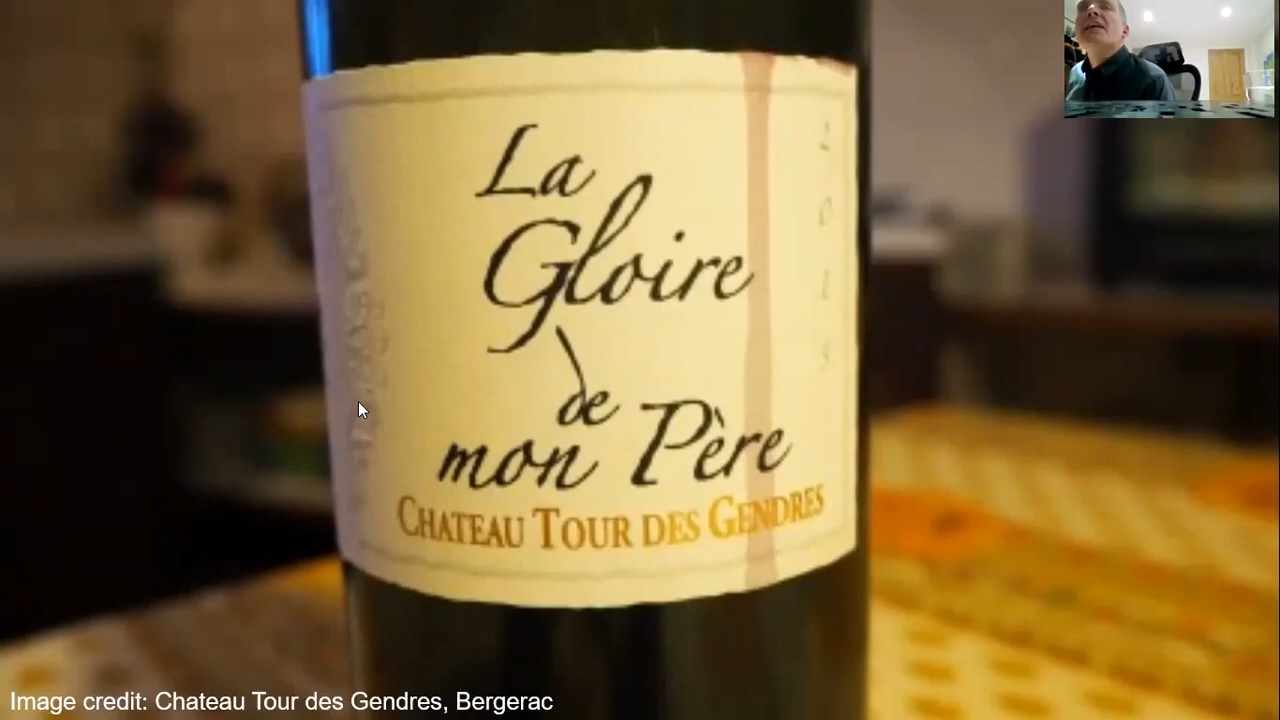 La
Gloire
de
mon Père
CHATEAU TOUR DES GENDRES
Image credit: Chateau Tour des Gendres, Bergerac